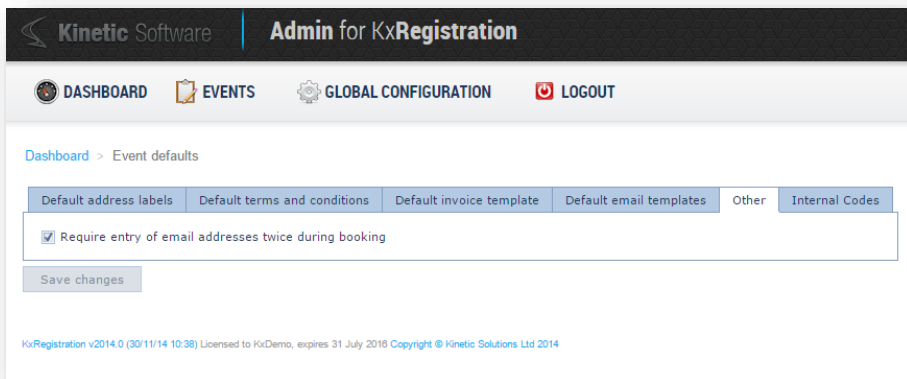 Kinetic Software Admin for KxRegistration
DASHBOARD EVENTS GLOBAL CONFIGURATION LOGOUT
Dashboard > Event defaults
Default address labels Default terms and conditions Default invoice template Default email templates Other Internal Codes
Require entry of email addresses twice during booking
Save changes
KxRegistration v2014.0 (30/11/14 10:38) Licensed to KxDemo, expires 31 July 2016 Copyright © Kinetic Solutions Ltd 2014